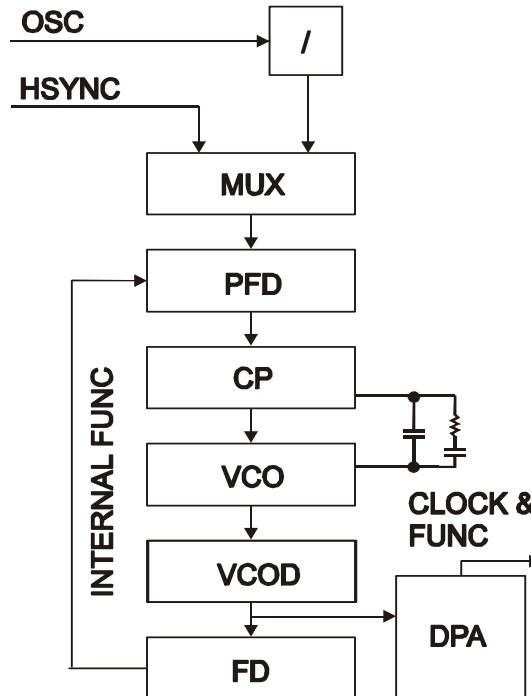 OSC
/
HSYNC
MUX
PFD
CP
INTERNAL FUNC
VCO
CLOCK &
FUNC
VCOD
DPA
FD